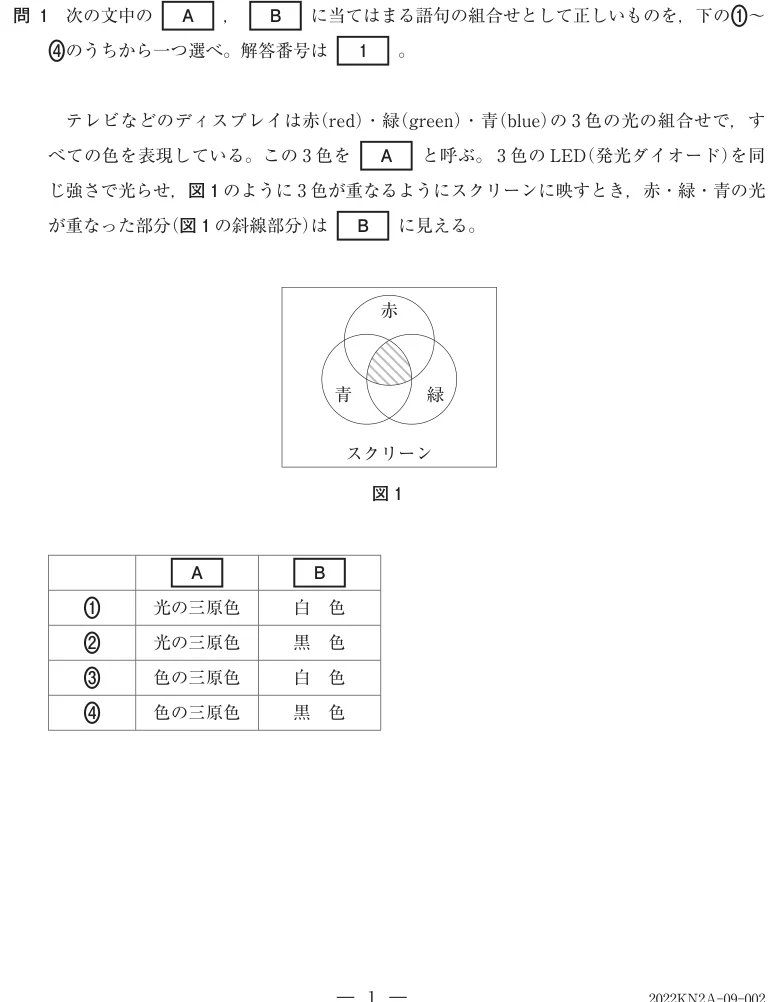 問 1 次の文中の A , B に当てはまる語句の組合せとして正しいものを,下の①~
④のうちから一つ選べ。解答番号は 1 。
テレビなどのディスプレイは赤(red)・緑(green)・青(blue)の3色の光の組合せで,す
べての色を表現している。この3色を A と呼ぶ。3色のLED(発光ダイオード)を同
じ強さで光らせ,図1のように3色が重なるようにスクリーンに映すとき,赤・緑・青の光
が重なった部分(図1の斜線部分)は B に見える。
赤
青 緑
スクリーン
図1
A B
① 光の三原色 白 色
② 光の三原色 黒 色
③ 色の三原色 白 色
④ 色の三原色 黒 色
— 1 —
2022KN2A-09-002